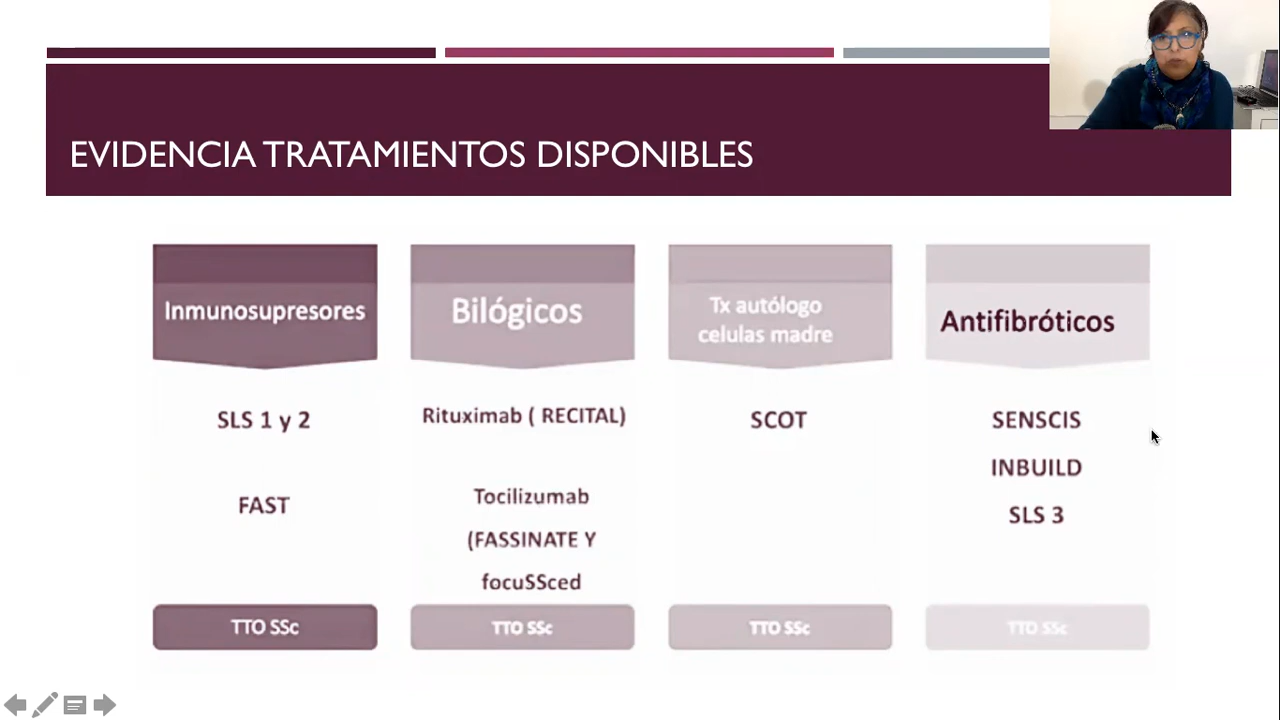 EVIDENCIA TRATAMIENTOS DISPONIBLES
Inmunosupresores
SLS 1 y 2
FAST
TTO SSc
Bilógicos
Rituximab ( RECITAL)
Tocilizumab
(FASSINATE Y
focuSSced
TTO SSc
Tx autólogo
celulas madre
SCOT
TTO SSc
Antifibróticos
SENSCIS
INBUILD
SLS 3
TTO SSc